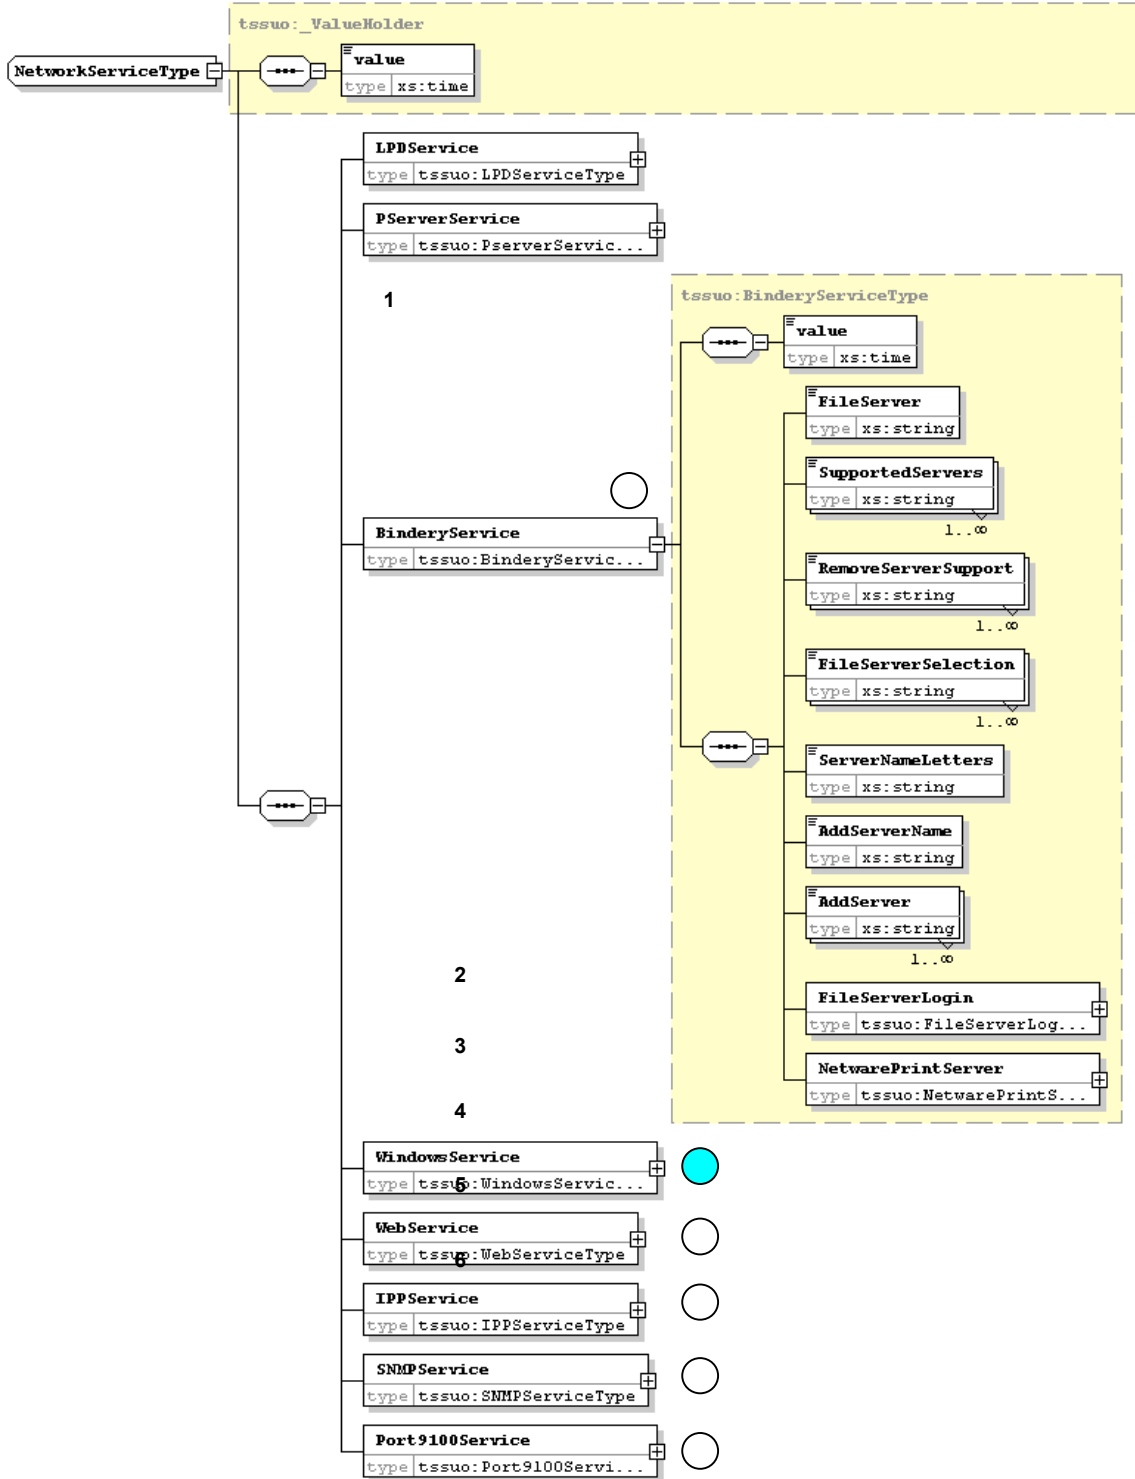 tssuo:_ValueHolder
NetworkServiceType
value
type xs:time
LPDService
type tssuo:LPDServiceType
PServerService
type tssuo:PserverServic...
1
tssuo:BinderyServiceType
value
type xs:time
FileServer
type xs:string
SupportedServers
type xs:string
1..∞
BinderyService
type tssuo:BinderyServic...
RemoveServerSupport
type xs:string
1..∞
FileServerSelection
type xs:string
1..∞
ServerNameLetters
type xs:string
AddServerName
type xs:string
AddServer
type xs:string
1..∞
2
FileServerLogin
type tssuo:FileServerLog...
3
NetwarePrintServer
type tssuo:NetwarePrintS...
4
WindowsService
type tssuo:WindowsServic...
5
WebService
type tssuo:WebServiceType
6
IPPService
type tssuo:IPPServiceType
SNMPService
type tssuo:SNMPServiceType
Port9100Service
type tssuo:Port9100Servi...